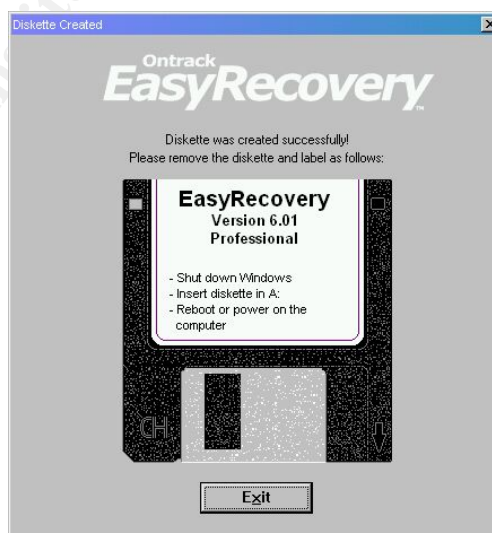 Diskette Created
Ontrack
EasyRecovery™
Diskette was created successfully!
Please remove the diskette and label as follows:
EasyRecovery
Version 6.01
Professional
- Shut down Windows
- Insert diskette in A:
- Reboot or power on the
computer
Exit